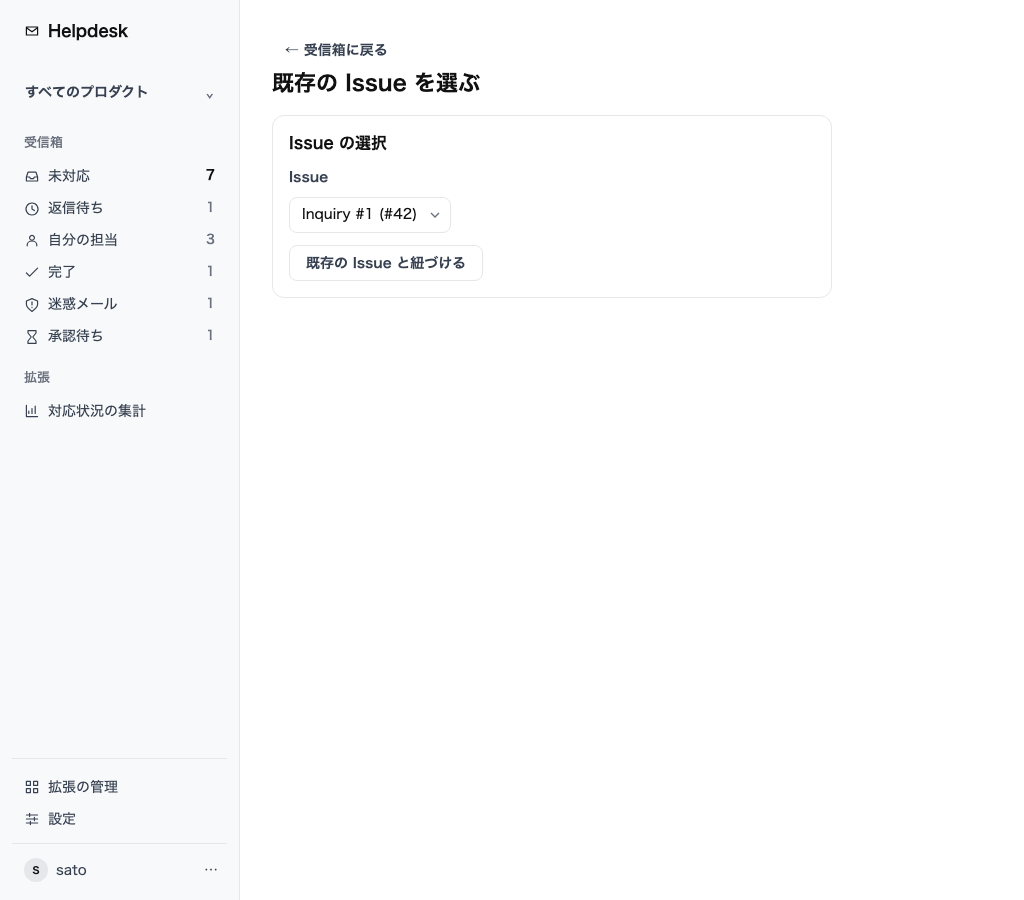 Helpdesk
すべてのプロダクト
受信箱
未対応 7
返信待ち 1
自分の担当 3
完了 1
迷惑メール 1
承認待ち 1
拡張
対応状況の集計
拡張の管理
設定
S sato ...
← 受信箱に戻る
既存の Issue を選ぶ
Issue の選択
Issue
Inquiry #1 (#42)
既存の Issue と紐づける